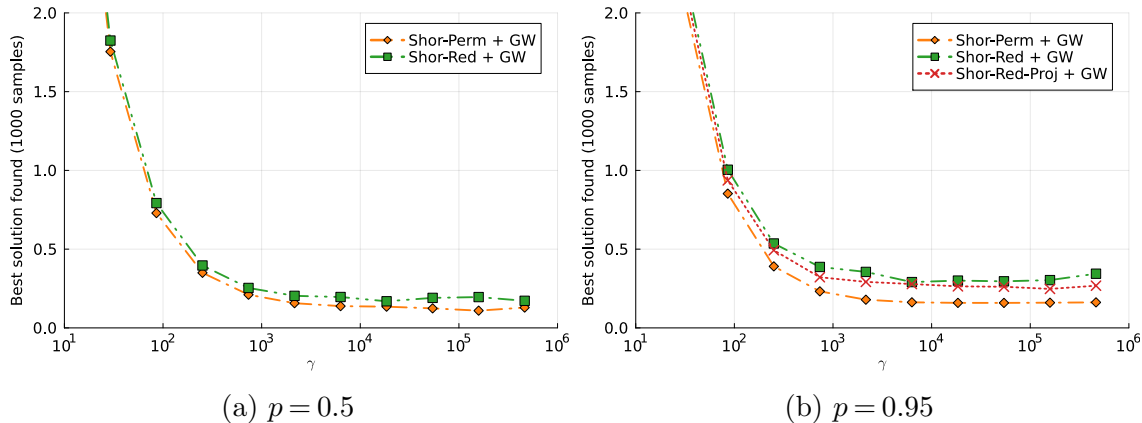 Best solution found (1000 samples)
2.0
1.5
1.0
0.5
0.0
Shor-Perm + GW
Shor-Red + GW
10^1
10^2
10^3
10^4
10^5
10^6
γ
(a) p = 0.5
Best solution found (1000 samples)
2.0
1.5
1.0
0.5
0.0
Shor-Perm + GW
Shor-Red + GW
Shor-Red-Proj + GW
10^1
10^2
10^3
10^4
10^5
10^6
γ
(b) p = 0.95